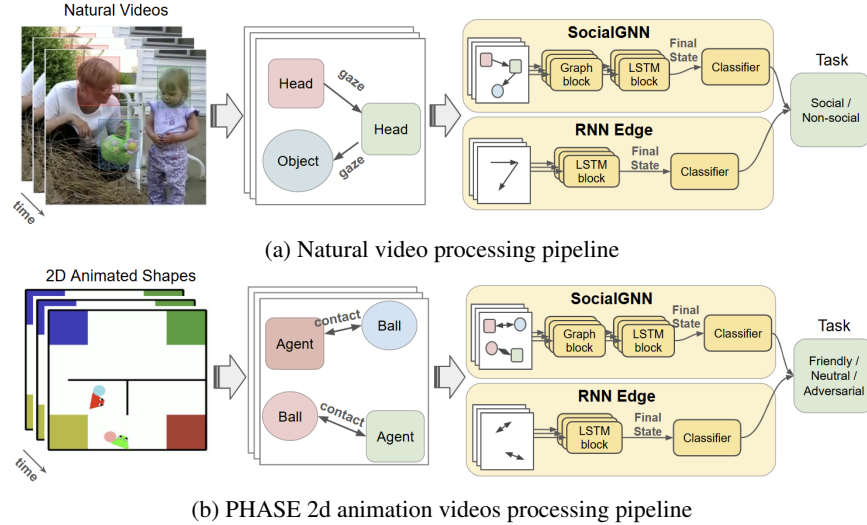 Natural Videos
time
Head
gaze
Head
Object
gaze
SocialGNN
Graph
block
LSTM
block
Final
State
Classifier
RNN Edge
LSTM
block
Final
State
Classifier
Task
Social /
Non-social
(a) Natural video processing pipeline
2D Animated Shapes
time
contact
Ball
Agent
Ball
contact
Agent
SocialGNN
Graph
block
LSTM
block
Final
State
Classifier
RNN Edge
LSTM
block
Final
State
Classifier
Task
Friendly /
Neutral /
Adversarial
(b) PHASE 2d animation videos processing pipeline